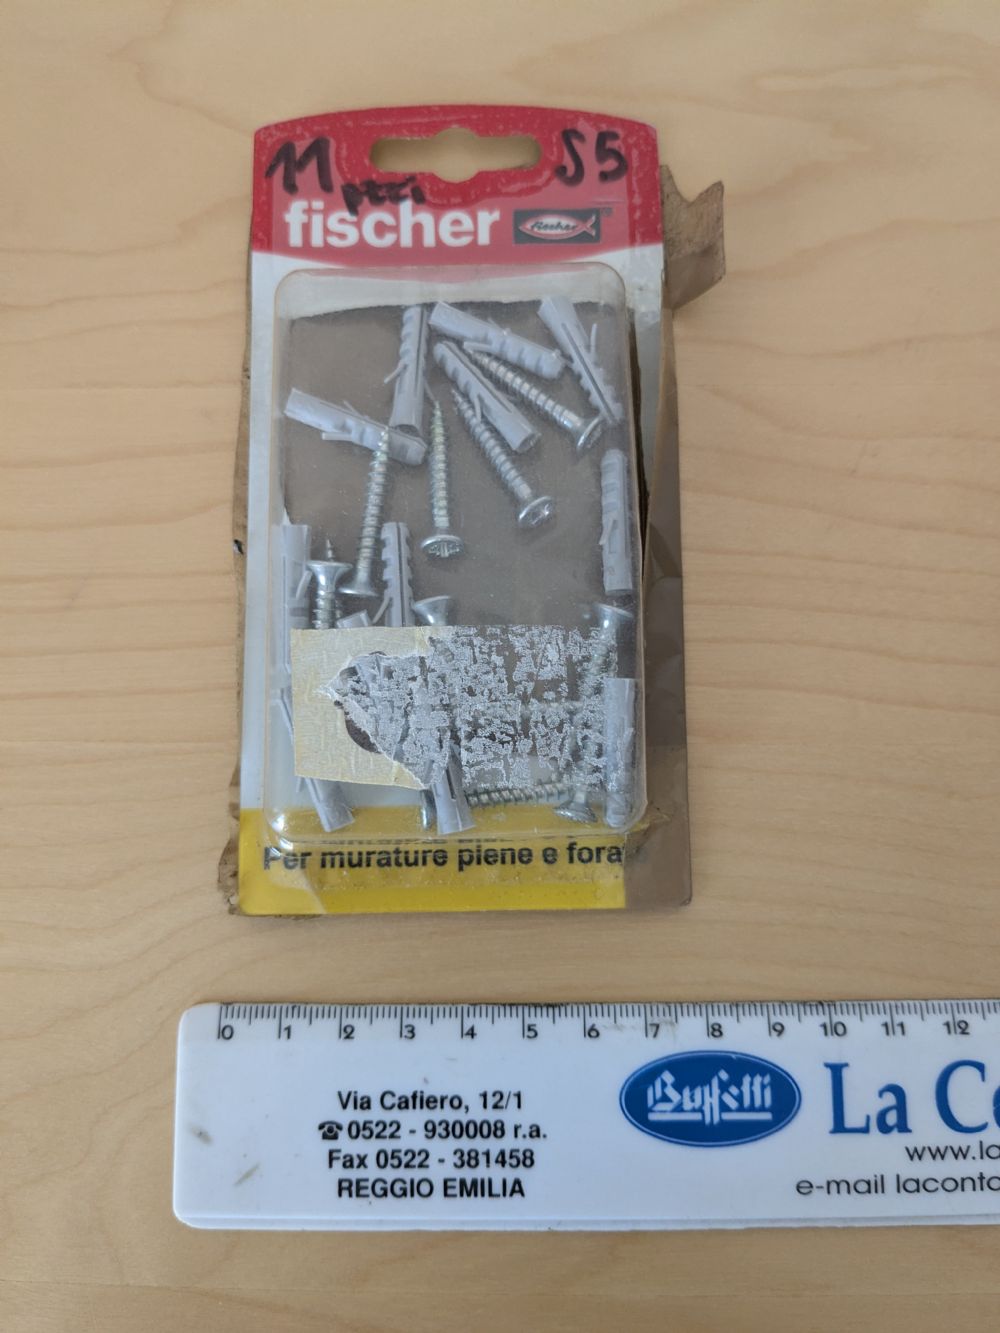 11 S5
pezzi
fischer fischer®
Per murature piene e fora
0 1 2 3 4 5 6 7 8 9 10 11 12
Via Cafiero, 12/1
☎0522 - 930008 r.a.
Fax 0522 - 381458
REGGIO EMILIA
Buffetti
La Co
www.la
e-mail laconta